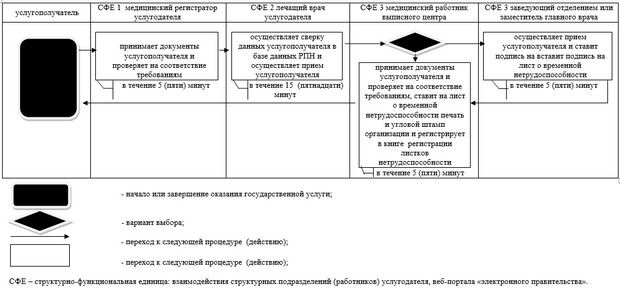 услугополучатель
СФЕ 1 медицинский регистратор
услугодателя
СФЕ 2 лечащий врач
услугодателя
СФЕ 3 медицинский работник
выписного центра
СФЕ 3 заведующий отделением или
заместитель главного врача
принимает документы
услугополучателя и
проверяет на соответствие
требованиям
в течение 5 (пяти) минут
осуществляет сверку
данных услугополучателя в
базе данных РПН и
осуществляет прием
услугополучателя
в течение 15 (пятнадцати)
минут
принимает документы
услугополучателя и
проверяет на соответствие
требованиям, ставит на лист
о временной
нетрудоспособности печать
и угловой штамп
организации и регистрирует
в книге регистрации
листков
нетрудоспособности
в течение 5 (пяти) минут
осуществляет прием
услугополучателя и ставит
подпись на вставит подпись на
лист о временной
нетрудоспособности
в течение 5 (пяти) минут
- начало или завершение оказания государственной услуги;
- вариант выбора;
- переход к следующей процедуре (действию);
- переход к следующей процедуре (действию);
СФЕ – структурно-функциональная единица: взаимодействия структурных подразделений (работников) услугодателя, веб-портала «электронного правительства».